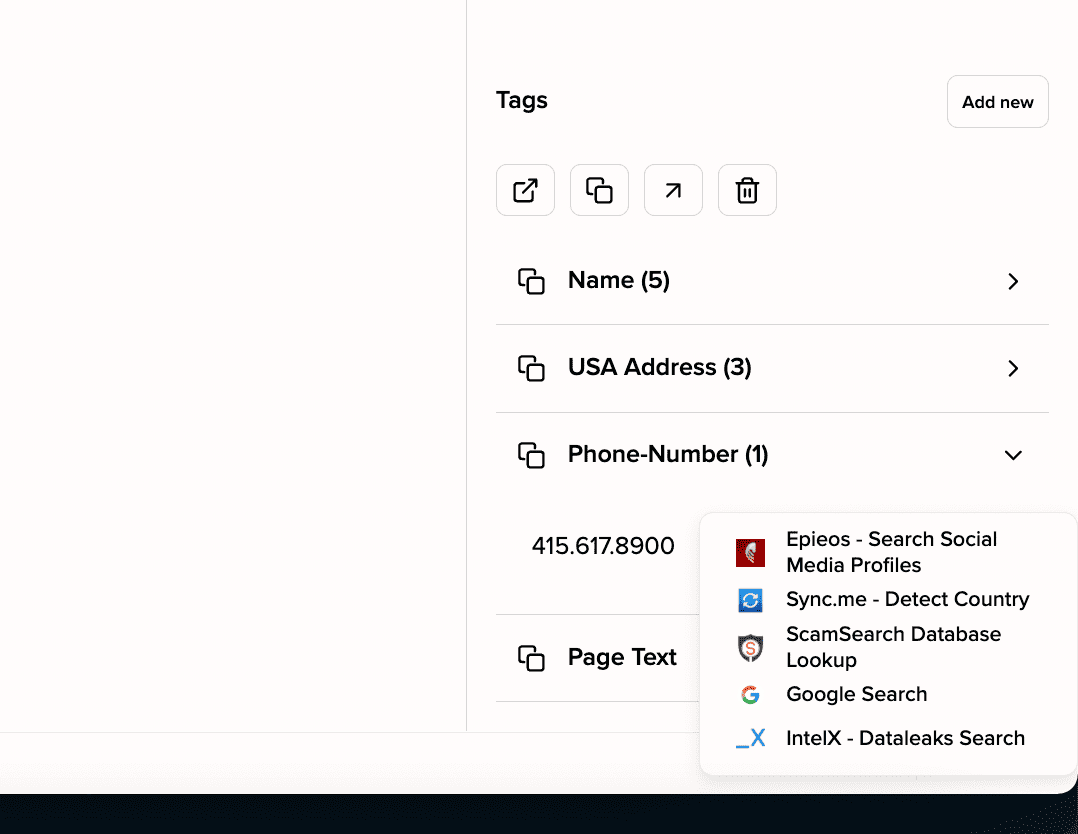 Tags
Add new
Name (5)
USA Address (3)
Phone-Number (1)
415.617.8900
Epieos - Search Social
Media Profiles
Sync.me - Detect Country
ScamSearch Database
Lookup
Page Text
Google Search
IntelX - Dataleaks Search